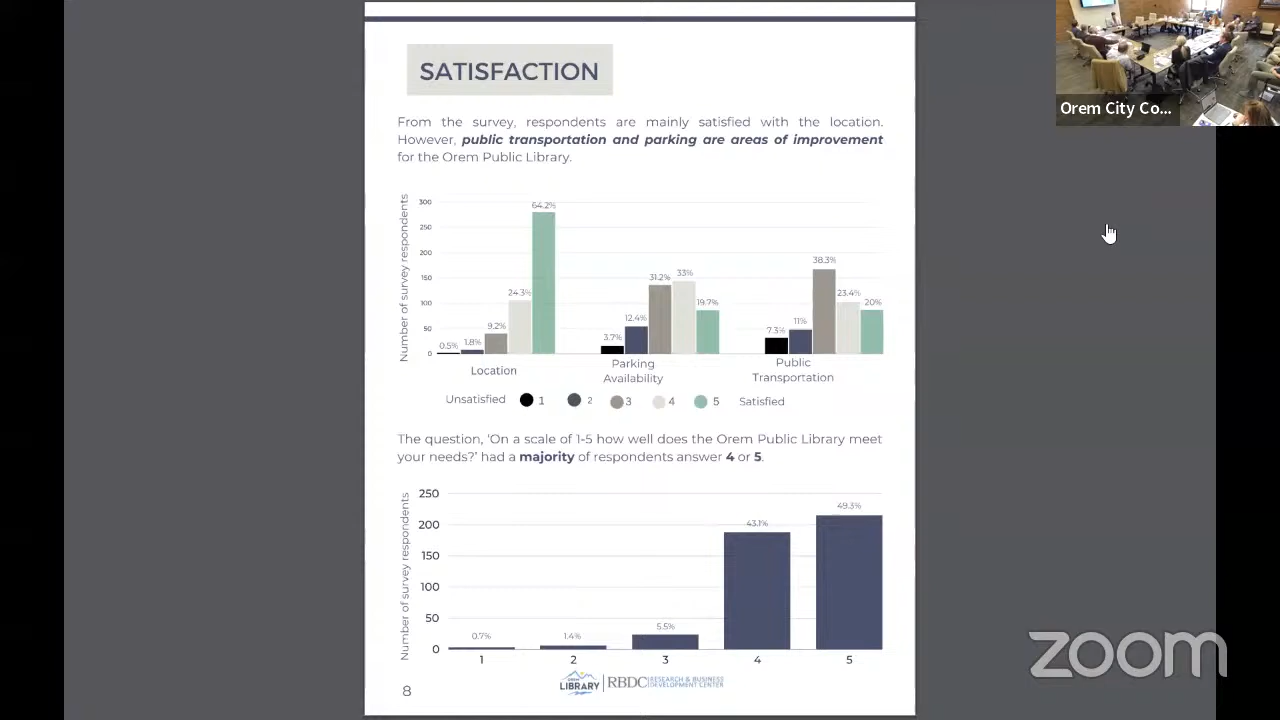 SATISFACTION
From the survey, respondents are mainly satisfied with the location.
However, public transportation and parking are areas of improvement
for the Orem Public Library.
Number of survey respondents
300
250
200
150
100
50
0
0.5%
1.8%
9.2%
24.3%
64.2%
3.7%
12.4%
31.2%
33%
19.7%
7.3%
11%
38.3%
23.4%
20%
Location
Parking
Availability
Public
Transportation
Unsatisfied 1 2 3 4 5 Satisfied
The question, 'On a scale of 1-5 how well does the Orem Public Library meet
your needs?' had a majority of respondents answer 4 or 5.
Number of survey respondents
250
200
150
100
50
0
0.7%
1.4%
5.5%
43.1%
49.3%
1 2 3 4 5
8
OREM
LIBRARY
RBDC
RESEARCH & BUSINESS
DEVELOPMENT CENTER
Orem City Co...
zoom